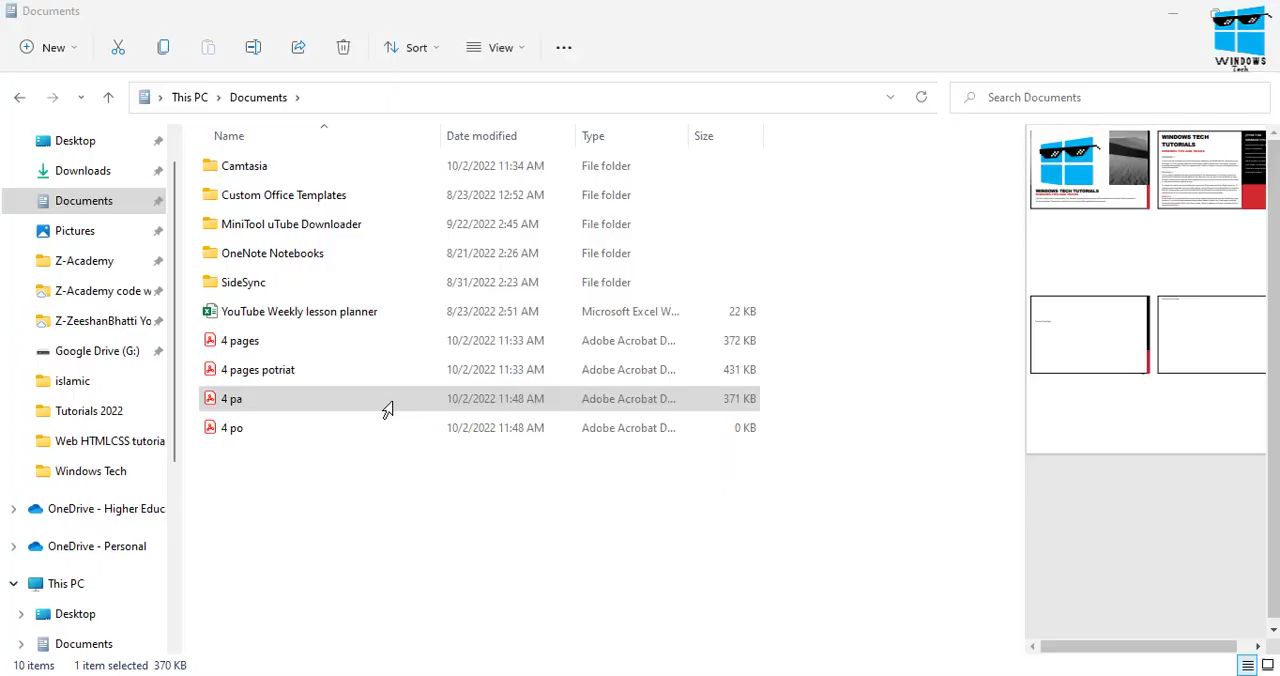 Documents
New
Sort
View
WINDOWS
Tech
This PC > Documents >
Search Documents
Name
Date modified
Type
Size
Desktop
Downloads
Documents
Pictures
Z-Academy
Z-Academy code w
Z-ZeeshanBhatti Yo
Google Drive (G:)
islamic
Tutorials 2022
Web HTMLCSS tutoria
Windows Tech
OneDrive - Higher Educ
OneDrive - Personal
This PC
Desktop
Documents
Camtasia 10/2/2022 11:34 AM File folder
Custom Office Templates 8/23/2022 2:52 AM File folder
MiniTool uTube Downloader 9/22/2022 2:45 AM File folder
OneNote Notebooks 8/21/2022 2:26 AM File folder
SideSync 8/31/2022 2:23 AM File folder
YouTube Weekly lesson planner 8/23/2022 2:51 AM Microsoft Excel W... 22 KB
4 pages 10/2/2022 11:33 AM Adobe Acrobat D... 372 KB
4 pages potriat 10/2/2022 11:33 AM Adobe Acrobat D... 431 KB
4 pa 10/2/2022 11:48 AM Adobe Acrobat D... 371 KB
4 po 10/2/2022 11:48 AM Adobe Acrobat D... 0 KB
WINDOWS TECH TUTORIALS
WINDOWS TECH
TUTORIALS
10 items 1 item selected 370 KB